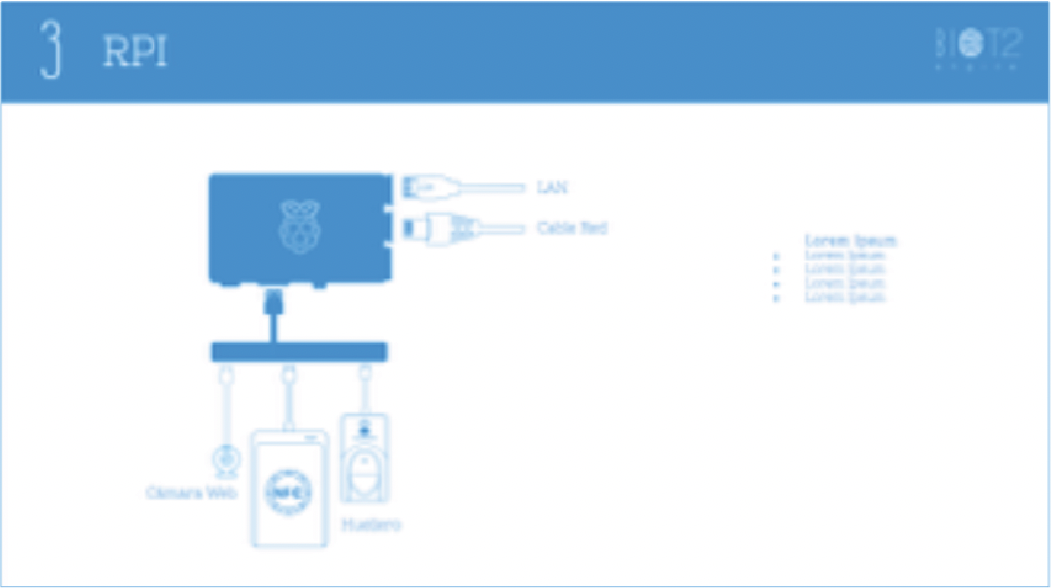 3 RPI
BIOT2
LAN
Cable Red
Lorem Ipsum
Lorem Ipsum
Lorem Ipsum
Lorem Ipsum
Lorem Ipsum
NFC
Cámara Web
Huellero